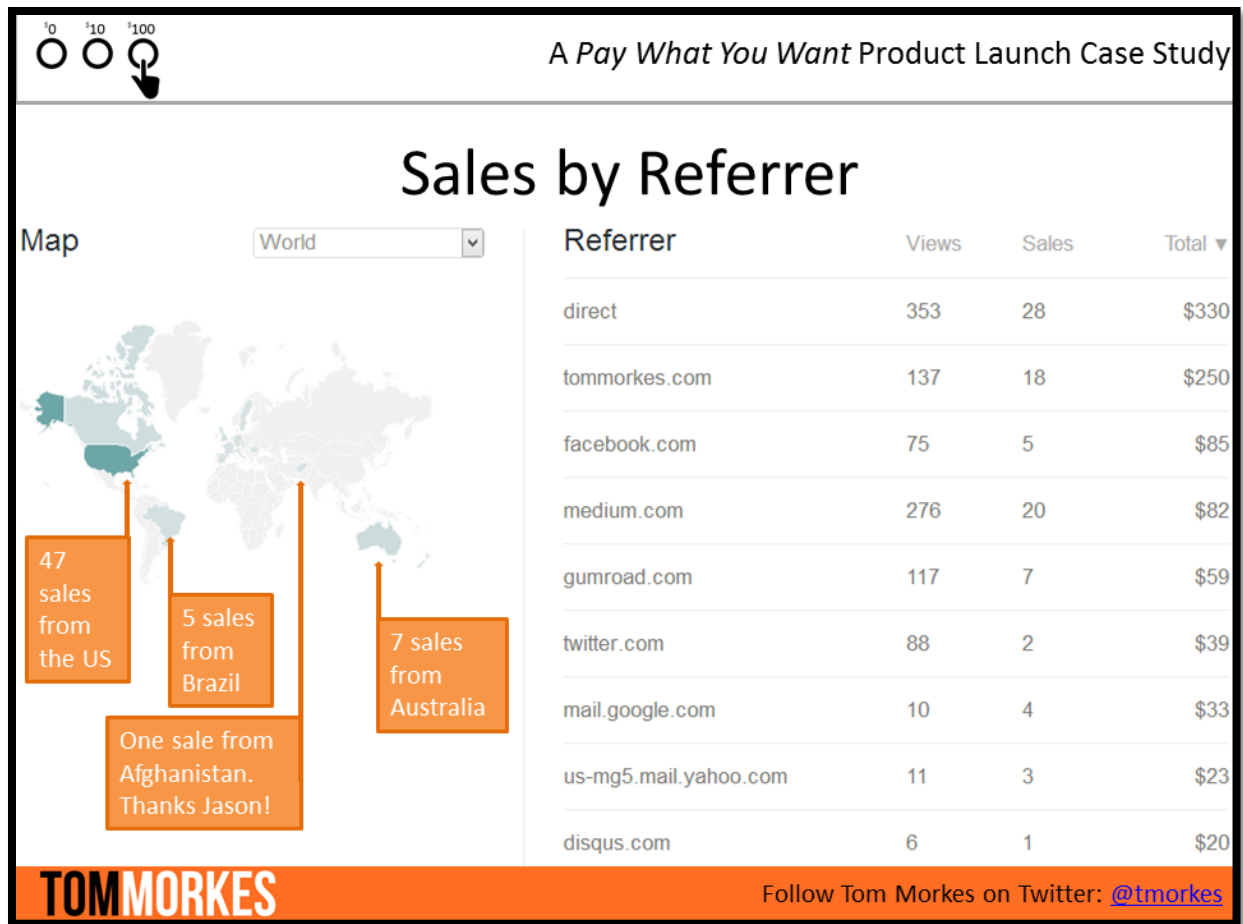 $0 $10 $100
A Pay What You Want Product Launch Case Study
Sales by Referrer
Map
World
Referrer Views Sales Total ▼
direct 353 28 $330
tommorkes.com 137 18 $250
facebook.com 75 5 $85
medium.com 276 20 $82
gumroad.com 117 7 $59
twitter.com 88 2 $39
mail.google.com 10 4 $33
us-mg5.mail.yahoo.com 11 3 $23
disqus.com 6 1 $20
47
sales
from
the US
5 sales
from
Brazil
7 sales
from
Australia
One sale from
Afghanistan.
Thanks Jason!
TOMMORKES
Follow Tom Morkes on Twitter: @tmorkes